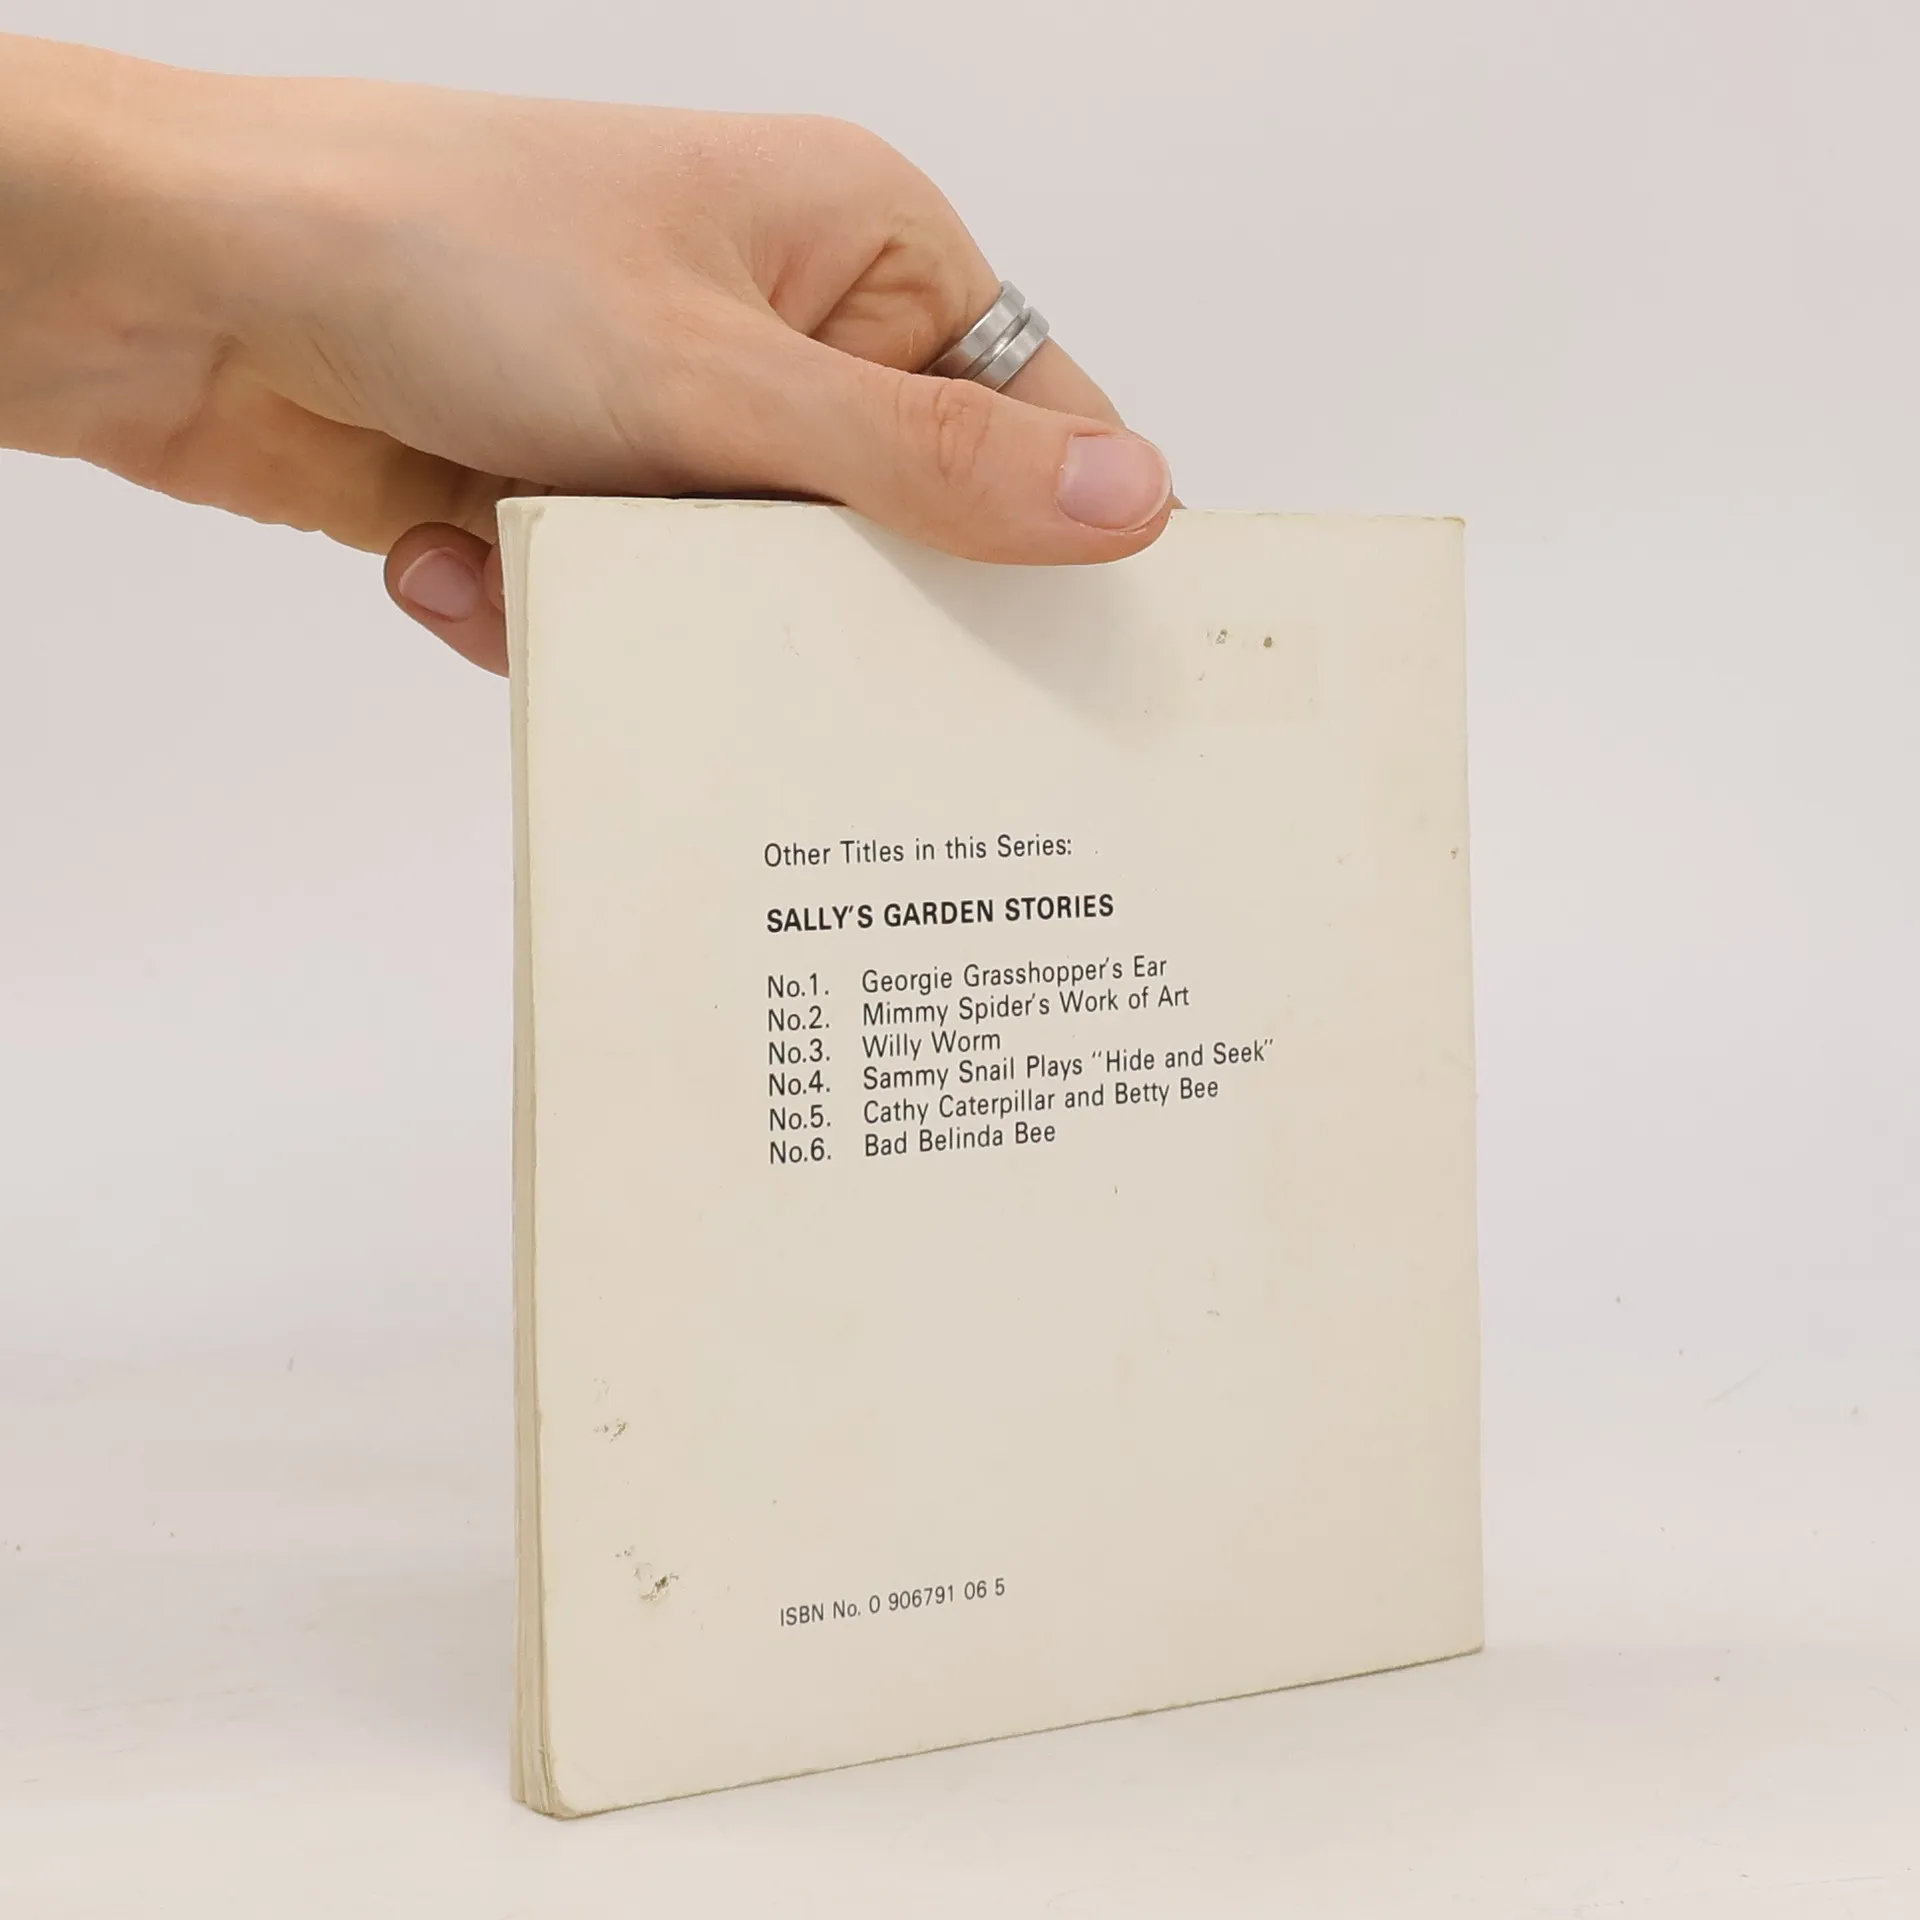 Other Titles in this Series:
SALLY'S GARDEN STORIES
No.1. Georgie Grasshopper's Ear
No.2. Mimmy Spider's Work of Art
No.3. Willy Worm
No.4. Sammy Snail Plays “Hide and Seek”
No.5. Cathy Caterpillar and Betty Bee
No.6. Bad Belinda Bee
ISBN No. 0 906791 06 5